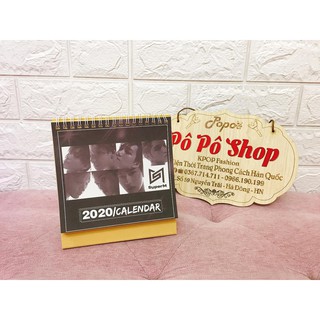 SuperM
2020/CALENDAR
Popo's
Pô Pô Shop
KPOP Fashion
Thời Trang Phong Cách Hàn Quốc
0367.714.711 - 0966.190.199
Số 59 Nguyễn Trãi - Hà Đông - HN